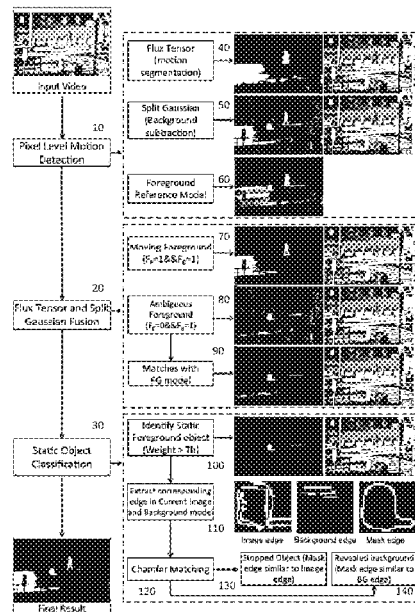 Input Video
10
Pixel Level Motion
Detection
20
Flux Tensor and Split
Gaussian Fusion
30
Static Object
Classification
Final Result
Flux Tensor
(motion
segmentation)
40
Split Gaussian
(Background
subtraction)
50
Foreground
Reference Model
60
Moving Foreground
70
Ambiguous
Foreground
80
Matches with
FG model
90
Identify Static
Foreground object
(Weight > Th)
100
Extract corresponding
edge in Current Image
and Background model
110
Image edge
Background edge
Mask edge
Chamfer Matching
120
130
Stopped Object (Mask
edge similar to Image
edge)
Revealed background
(Mask edge similar to BG
edge)
140